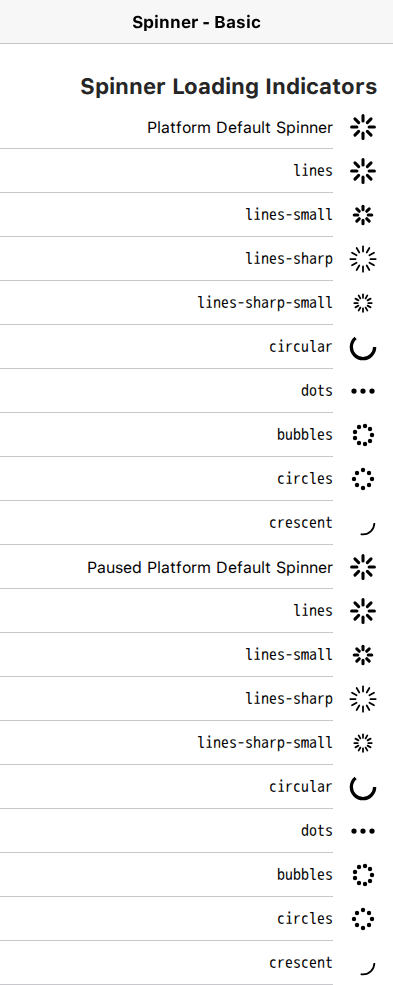 Spinner - Basic
Spinner Loading Indicators
Platform Default Spinner
lines
lines-small
lines-sharp
lines-sharp-small
circular
dots
bubbles
circles
crescent
Paused Platform Default Spinner
lines
lines-small
lines-sharp
lines-sharp-small
circular
dots
bubbles
circles
crescent